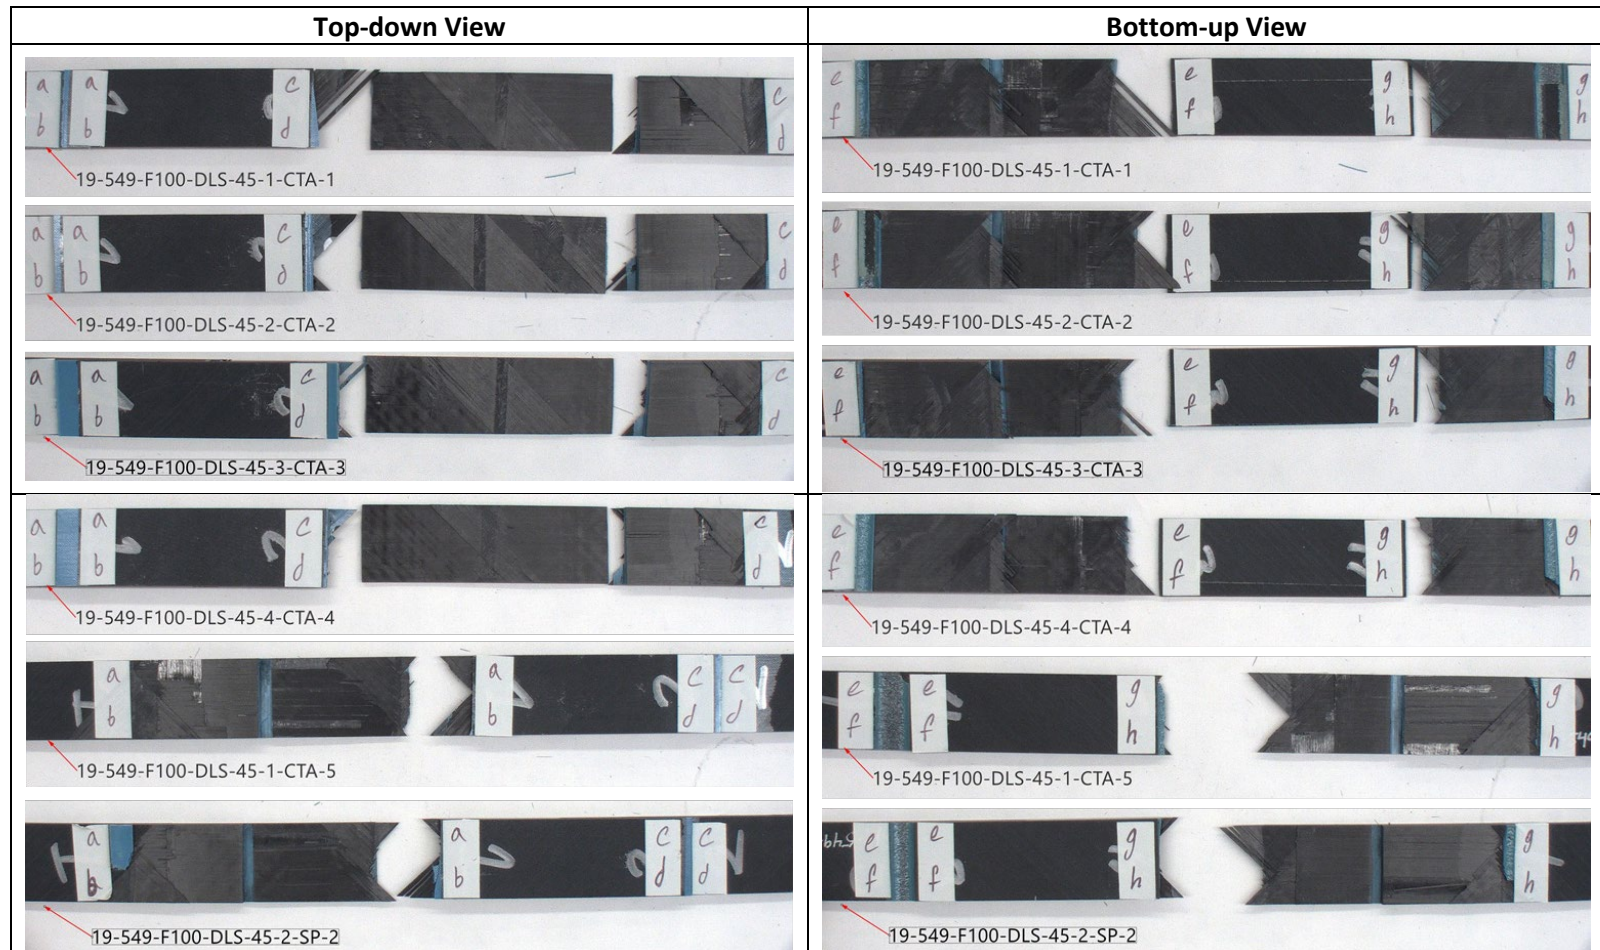 Top-down View
Bottom-up View
a a c c
b b d d
19-549-F100-DLS-45-1-CTA-1
e e g g
f f h h
19-549-F100-DLS-45-1-CTA-1
a a c c
b b d d
19-549-F100-DLS-45-2-CTA-2
e e g g
f f h h
19-549-F100-DLS-45-2-CTA-2
a a c c
b b d d
19-549-F100-DLS-45-3-CTA-3
e e g g
f f h h
19-549-F100-DLS-45-3-CTA-3
a a c c
b b d d
19-549-F100-DLS-45-4-CTA-4
e e g g
f f h h
19-549-F100-DLS-45-4-CTA-4
a a c c
b b d d
19-549-F100-DLS-45-1-CTA-5
e e g g
f f h h
19-549-F100-DLS-45-1-CTA-5
a a c c
b b d d
19-549-F100-DLS-45-2-SP-2
e e g g
f f h h
19-549-F100-DLS-45-2-SP-2